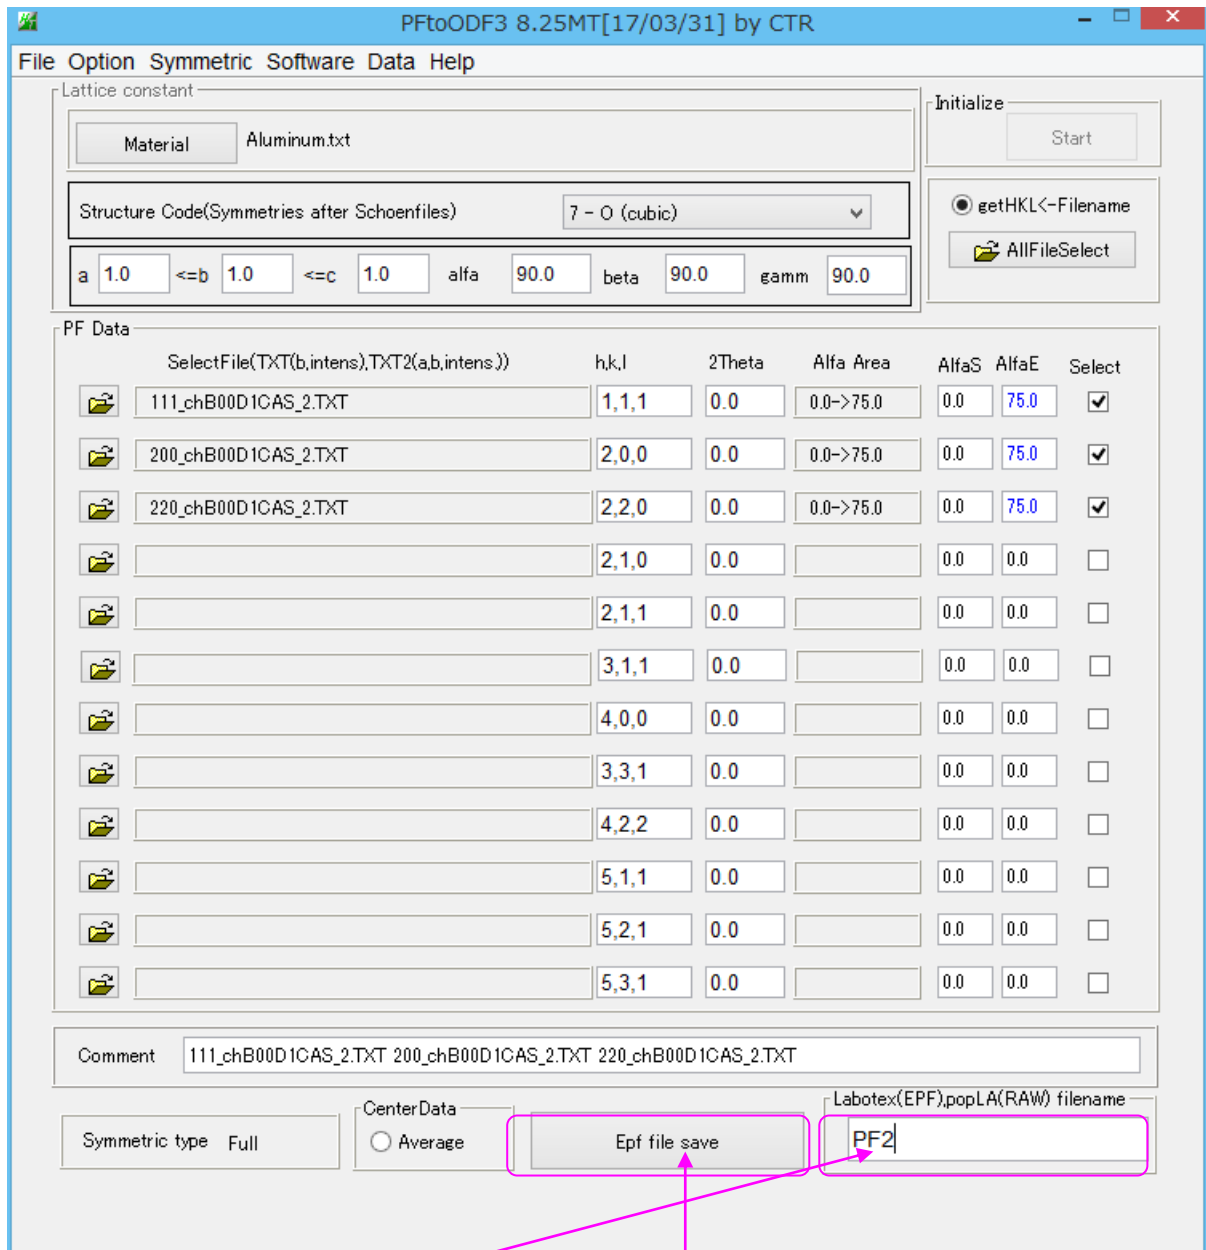 PFtoODF3 8.25MT[17/03/31] by CTR
File Option Symmetric Software Data Help
Lattice constant
Initialize
Material Aluminum.txt
Start
Structure Code(Symmetries after Schoenfiles) 7 - O (cubic)
getHKL<-Filename
AllFileSelect
a 1.0 <=b 1.0 <=c 1.0 alfa 90.0 beta 90.0 gamm 90.0
PF Data
SelectFile(TXT(b,intens),TXT2(a,b,intens.)) h,k,l 2Theta Alfa Area AlfaS AlfaE Select
111_chB00D1CAS_2.TXT 1,1,1 0.0 0.0->75.0 0.0 75.0
200_chB00D1CAS_2.TXT 2,0,0 0.0 0.0->75.0 0.0 75.0
220_chB00D1CAS_2.TXT 2,2,0 0.0 0.0->75.0 0.0 75.0
2,1,0 0.0 0.0 0.0
2,1,1 0.0 0.0 0.0
3,1,1 0.0 0.0 0.0
4,0,0 0.0 0.0 0.0
3,3,1 0.0 0.0 0.0
4,2,2 0.0 0.0 0.0
5,1,1 0.0 0.0 0.0
5,2,1 0.0 0.0 0.0
5,3,1 0.0 0.0 0.0
Comment 111_chB00D1CAS_2.TXT 200_chB00D1CAS_2.TXT 220_chB00D1CAS_2.TXT
CenterData
Labotex(EPF),popLA(RAW) filename
Symmetric type Full Average Epf file save PF2